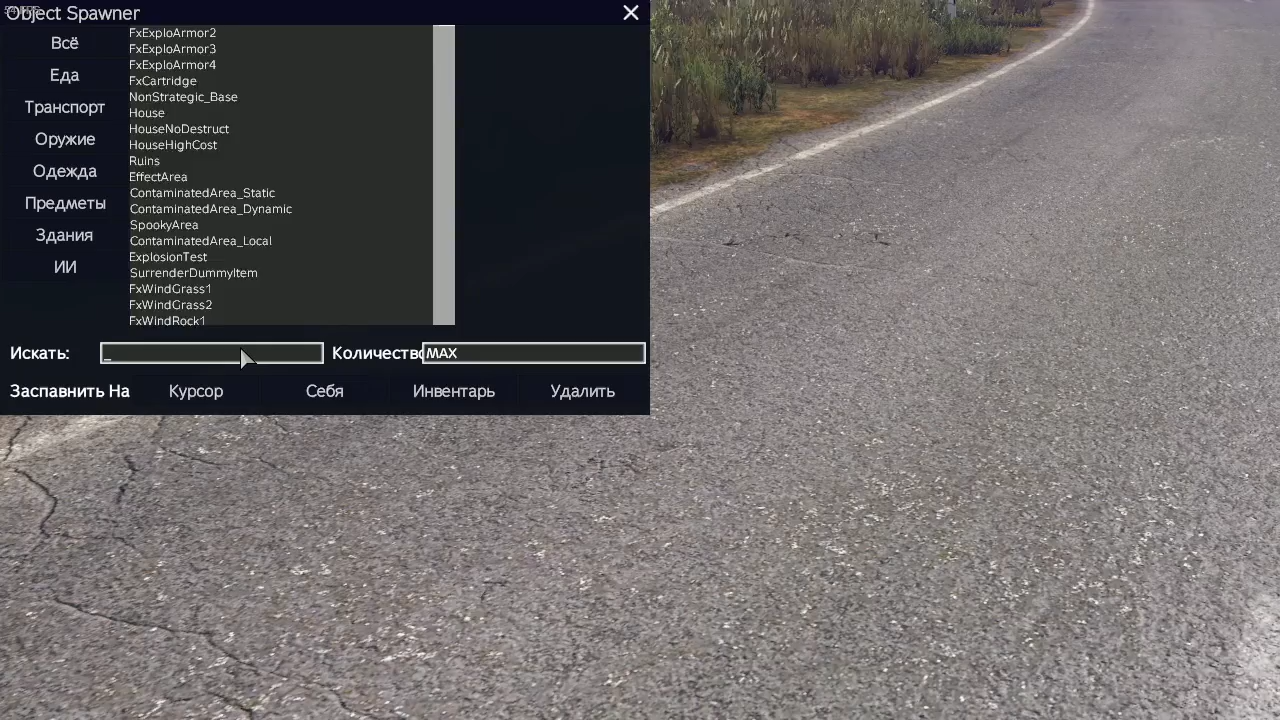 Object Spawner
Всё
Еда
Транспорт
Оружие
Одежда
Предметы
Здания
ИИ
FxExploArmor2
FxExploArmor3
FxExploArmor4
FxCartridge
NonStrategic_Base
House
HouseNoDestruct
HouseHighCost
Ruins
EffectArea
ContaminatedArea_Static
ContaminatedArea_Dynamic
SpookyArea
ContaminatedArea_Local
ExplosionTest
SurrenderDummyItem
FxWindGrass1
FxWindGrass2
FxWindRock1
Искать: _ Количество MAX
Заспавнить На Курсор Себя Инвентарь Удалить